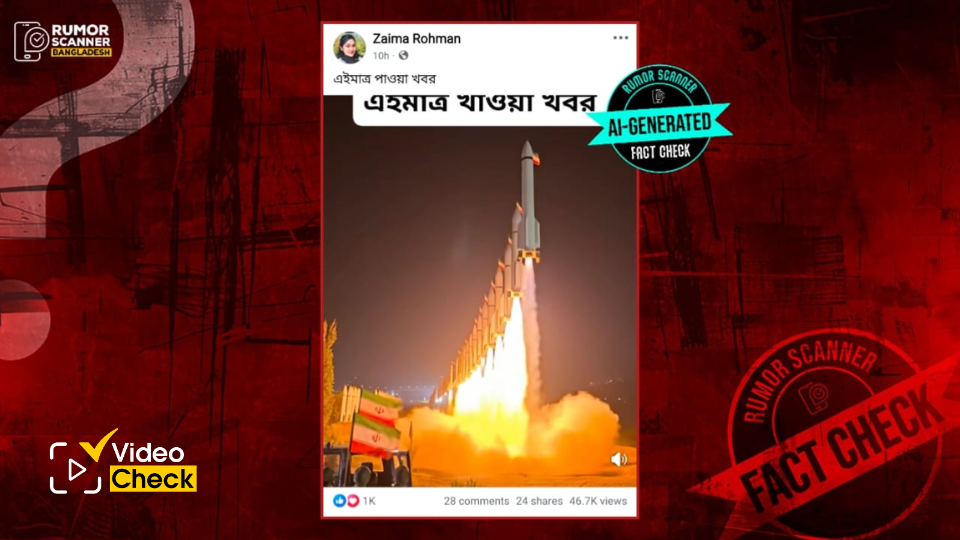 RUMOR
SCANNER
BANGLADESH
Zaima Rohman
10h
এইমাত্র পাওয়া খবর
এইমাত্র খাওয়া খবর
RUMOR SCANNER
AI-GENERATED
FACT CHECK
Video
Check
1K
28 comments 24 shares 46.7K views
RUMOR SCANNER
FACT CHECK